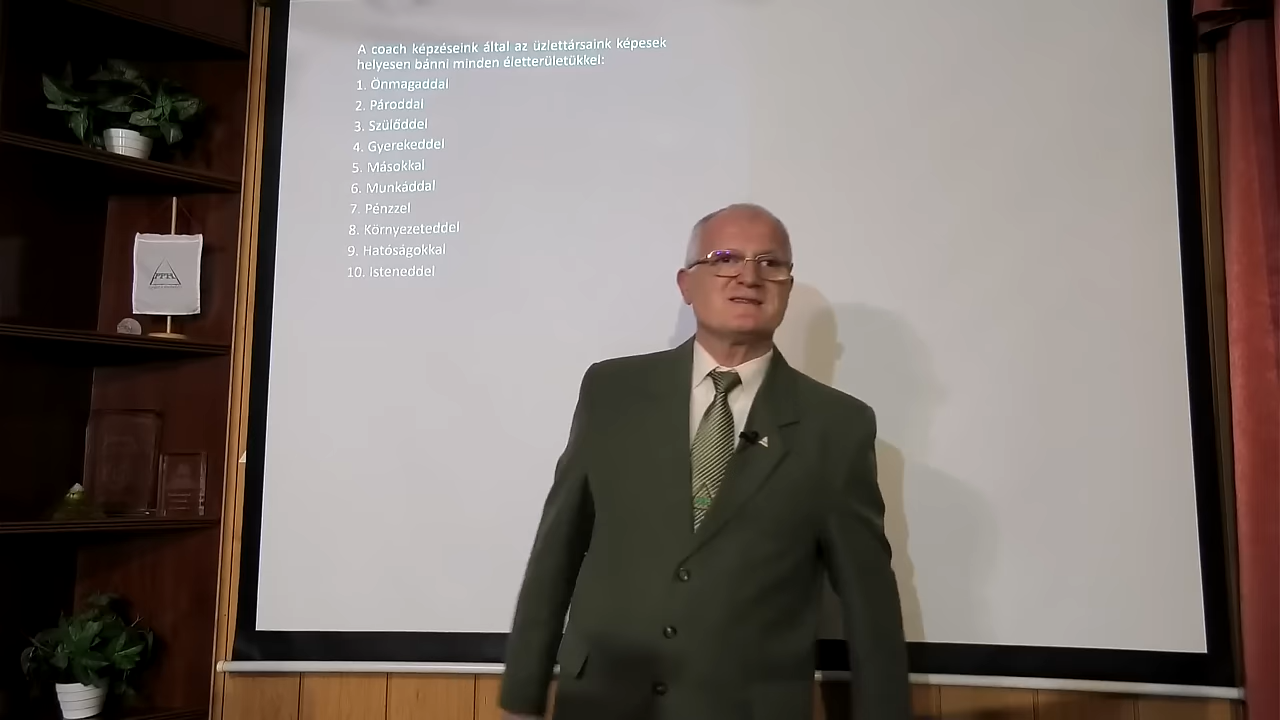 A coach képzéseink által az üzlettársaink képesek
helyesen bánni minden életterületükkel:
1. Önmagaddal
2. Pároddal
3. Szülőddel
4. Gyerekeddel
5. Másokkal
6. Munkáddal
7. Pénzzel
8. Környezeteddel
9. Hatóságokkal
10. Isteneddel